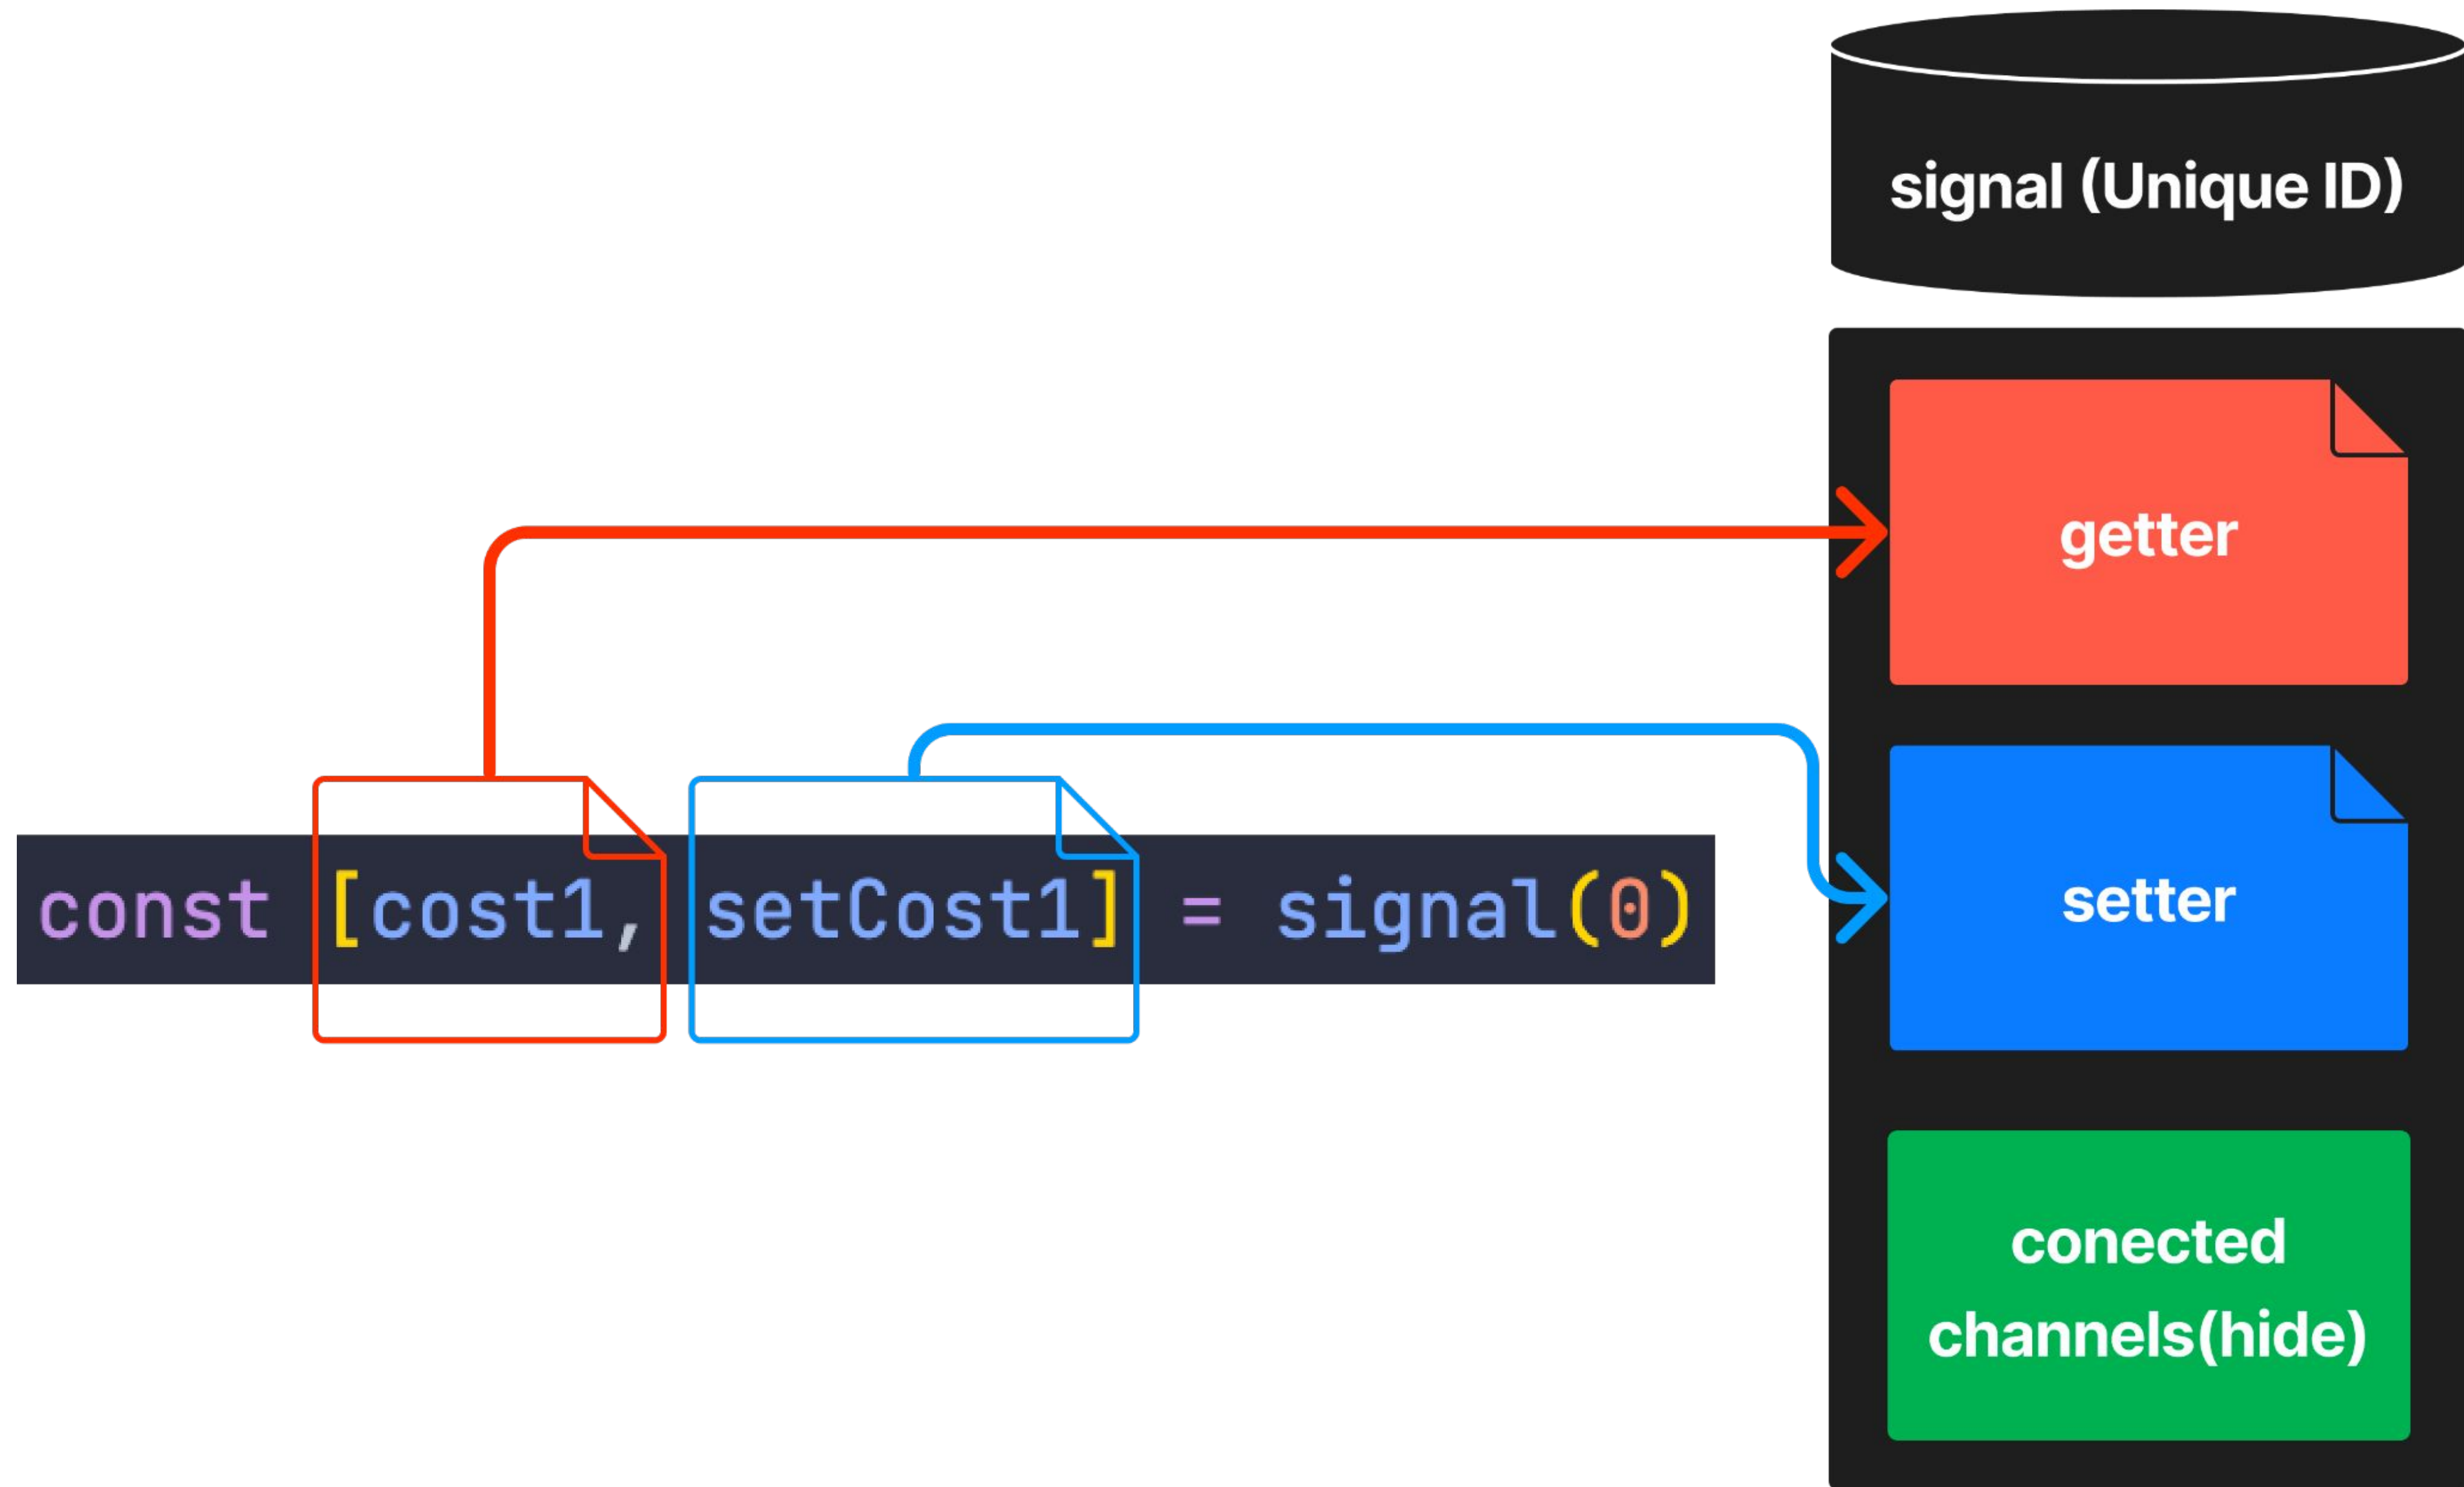 signal (Unique ID)
getter
setter
const [cost1, setCost1] = signal(0)
conected
channels(hide)